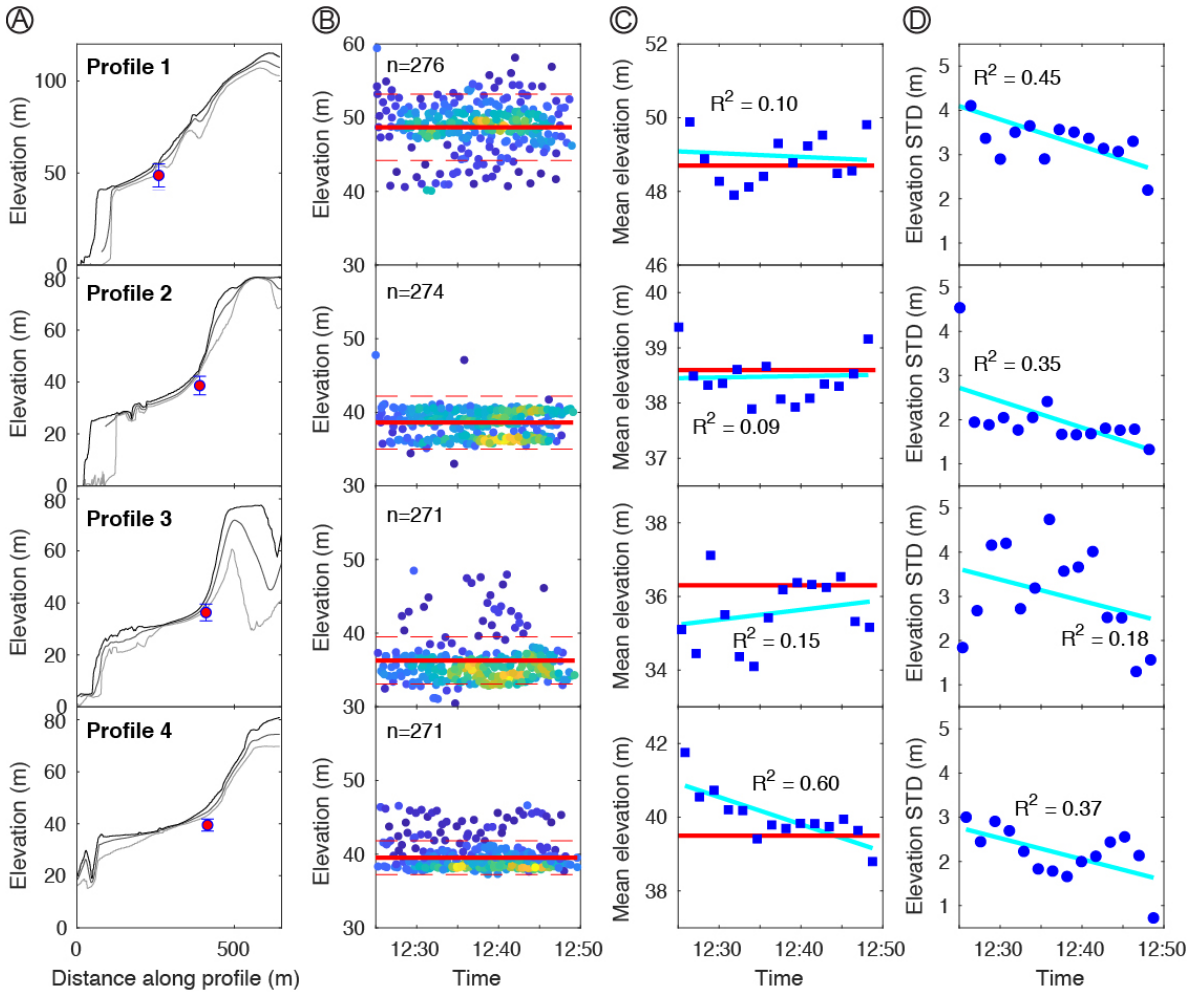 A B C D
Elevation (m)
100
50
0
Profile 1
Elevation (m)
60
50
40
30
n=276
Mean elevation (m)
52
50
48
46
R² = 0.10
Elevation STD (m)
5
4
3
2
1
R² = 0.45
Elevation (m)
80
60
40
20
0
Profile 2
Elevation (m)
50
40
30
n=274
Mean elevation (m)
40
39
38
37
R² = 0.09
Elevation STD (m)
5
4
3
2
1
R² = 0.35
Elevation (m)
80
60
40
20
0
Profile 3
Elevation (m)
50
40
30
n=271
Mean elevation (m)
38
36
34
R² = 0.15
Elevation STD (m)
5
4
3
2
1
R² = 0.18
Elevation (m)
80
60
40
20
0
Profile 4
Elevation (m)
50
40
30
n=271
Mean elevation (m)
42
40
38
R² = 0.60
Elevation STD (m)
5
4
3
2
1
R² = 0.37
0 500
Distance along profile (m)
12:30 12:40 12:50
Time
12:30 12:40 12:50
Time
12:30 12:40 12:50
Time